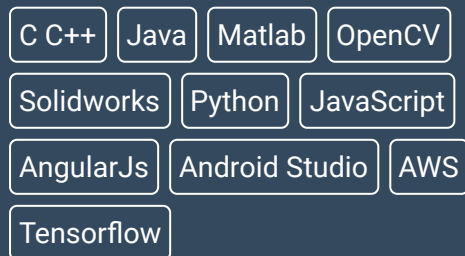 C C++ Java Matlab OpenCV
Solidworks Python JavaScript
AngularJs Android Studio AWS
Tensorflow